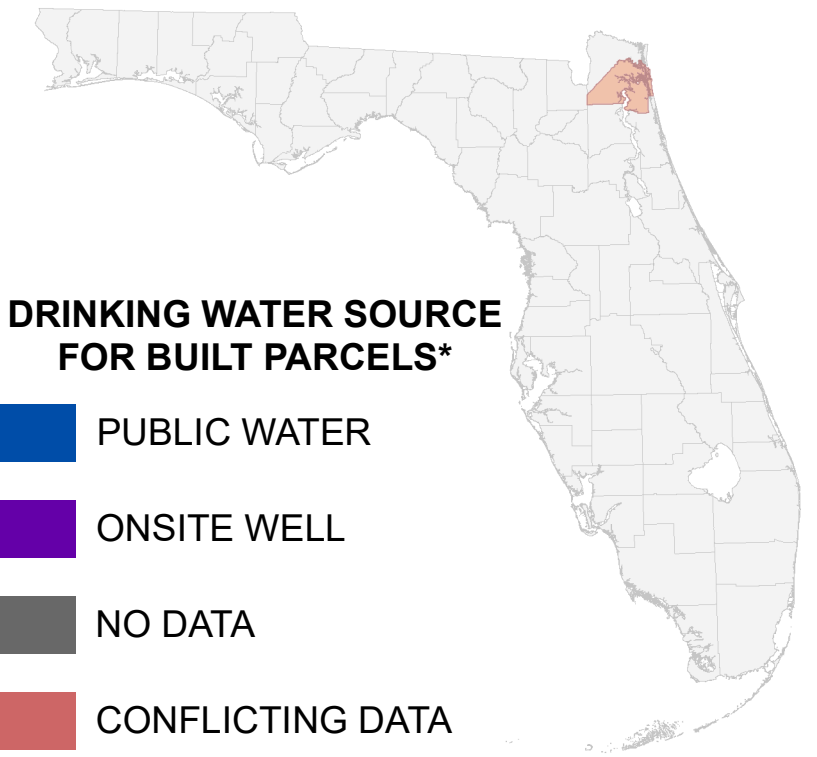 DRINKING WATER SOURCE
FOR BUILT PARCELS*
PUBLIC WATER
ONSITE WELL
NO DATA
CONFLICTING DATA